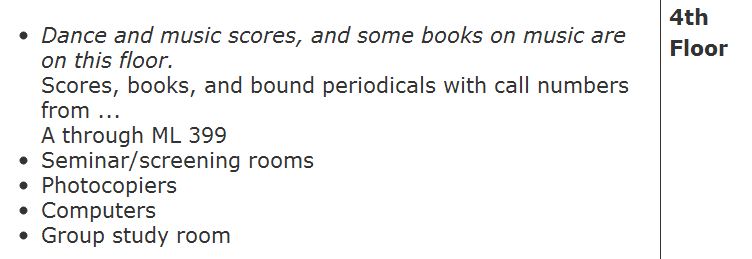 • Dance and music scores, and some books on music are
on this floor.
Scores, books, and bound periodicals with call numbers
from ...
A through ML 399
• Seminar/screening rooms
• Photocopiers
• Computers
• Group study room
4th
Floor